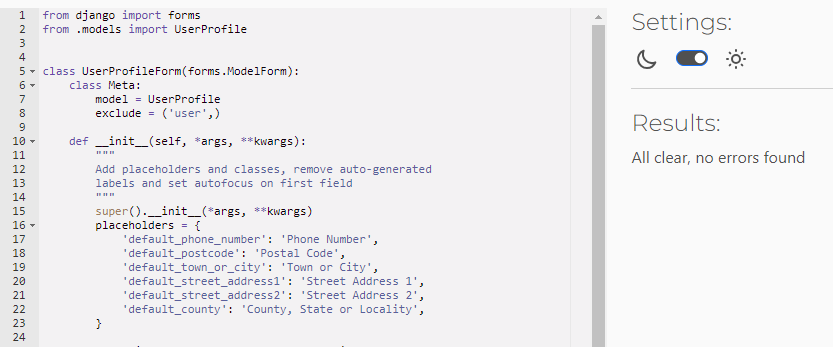 1 from django import forms
2 from .models import UserProfile
3
4
5 class UserProfileForm(forms.ModelForm):
6     class Meta:
7         model = UserProfile
8         exclude = ('user',)
9
10     def __init__(self, *args, **kwargs):
11         """
12         Add placeholders and classes, remove auto-generated
13         labels and set autofocus on first field
14         """
15         super().__init__(*args, **kwargs)
16         placeholders = {
17             'default_phone_number': 'Phone Number',
18             'default_postcode': 'Postal Code',
19             'default_town_or_city': 'Town or City',
20             'default_street_address1': 'Street Address 1',
21             'default_street_address2': 'Street Address 2',
22             'default_county': 'County, State or Locality',
23         }
24
Settings:
Results:
All clear, no errors found